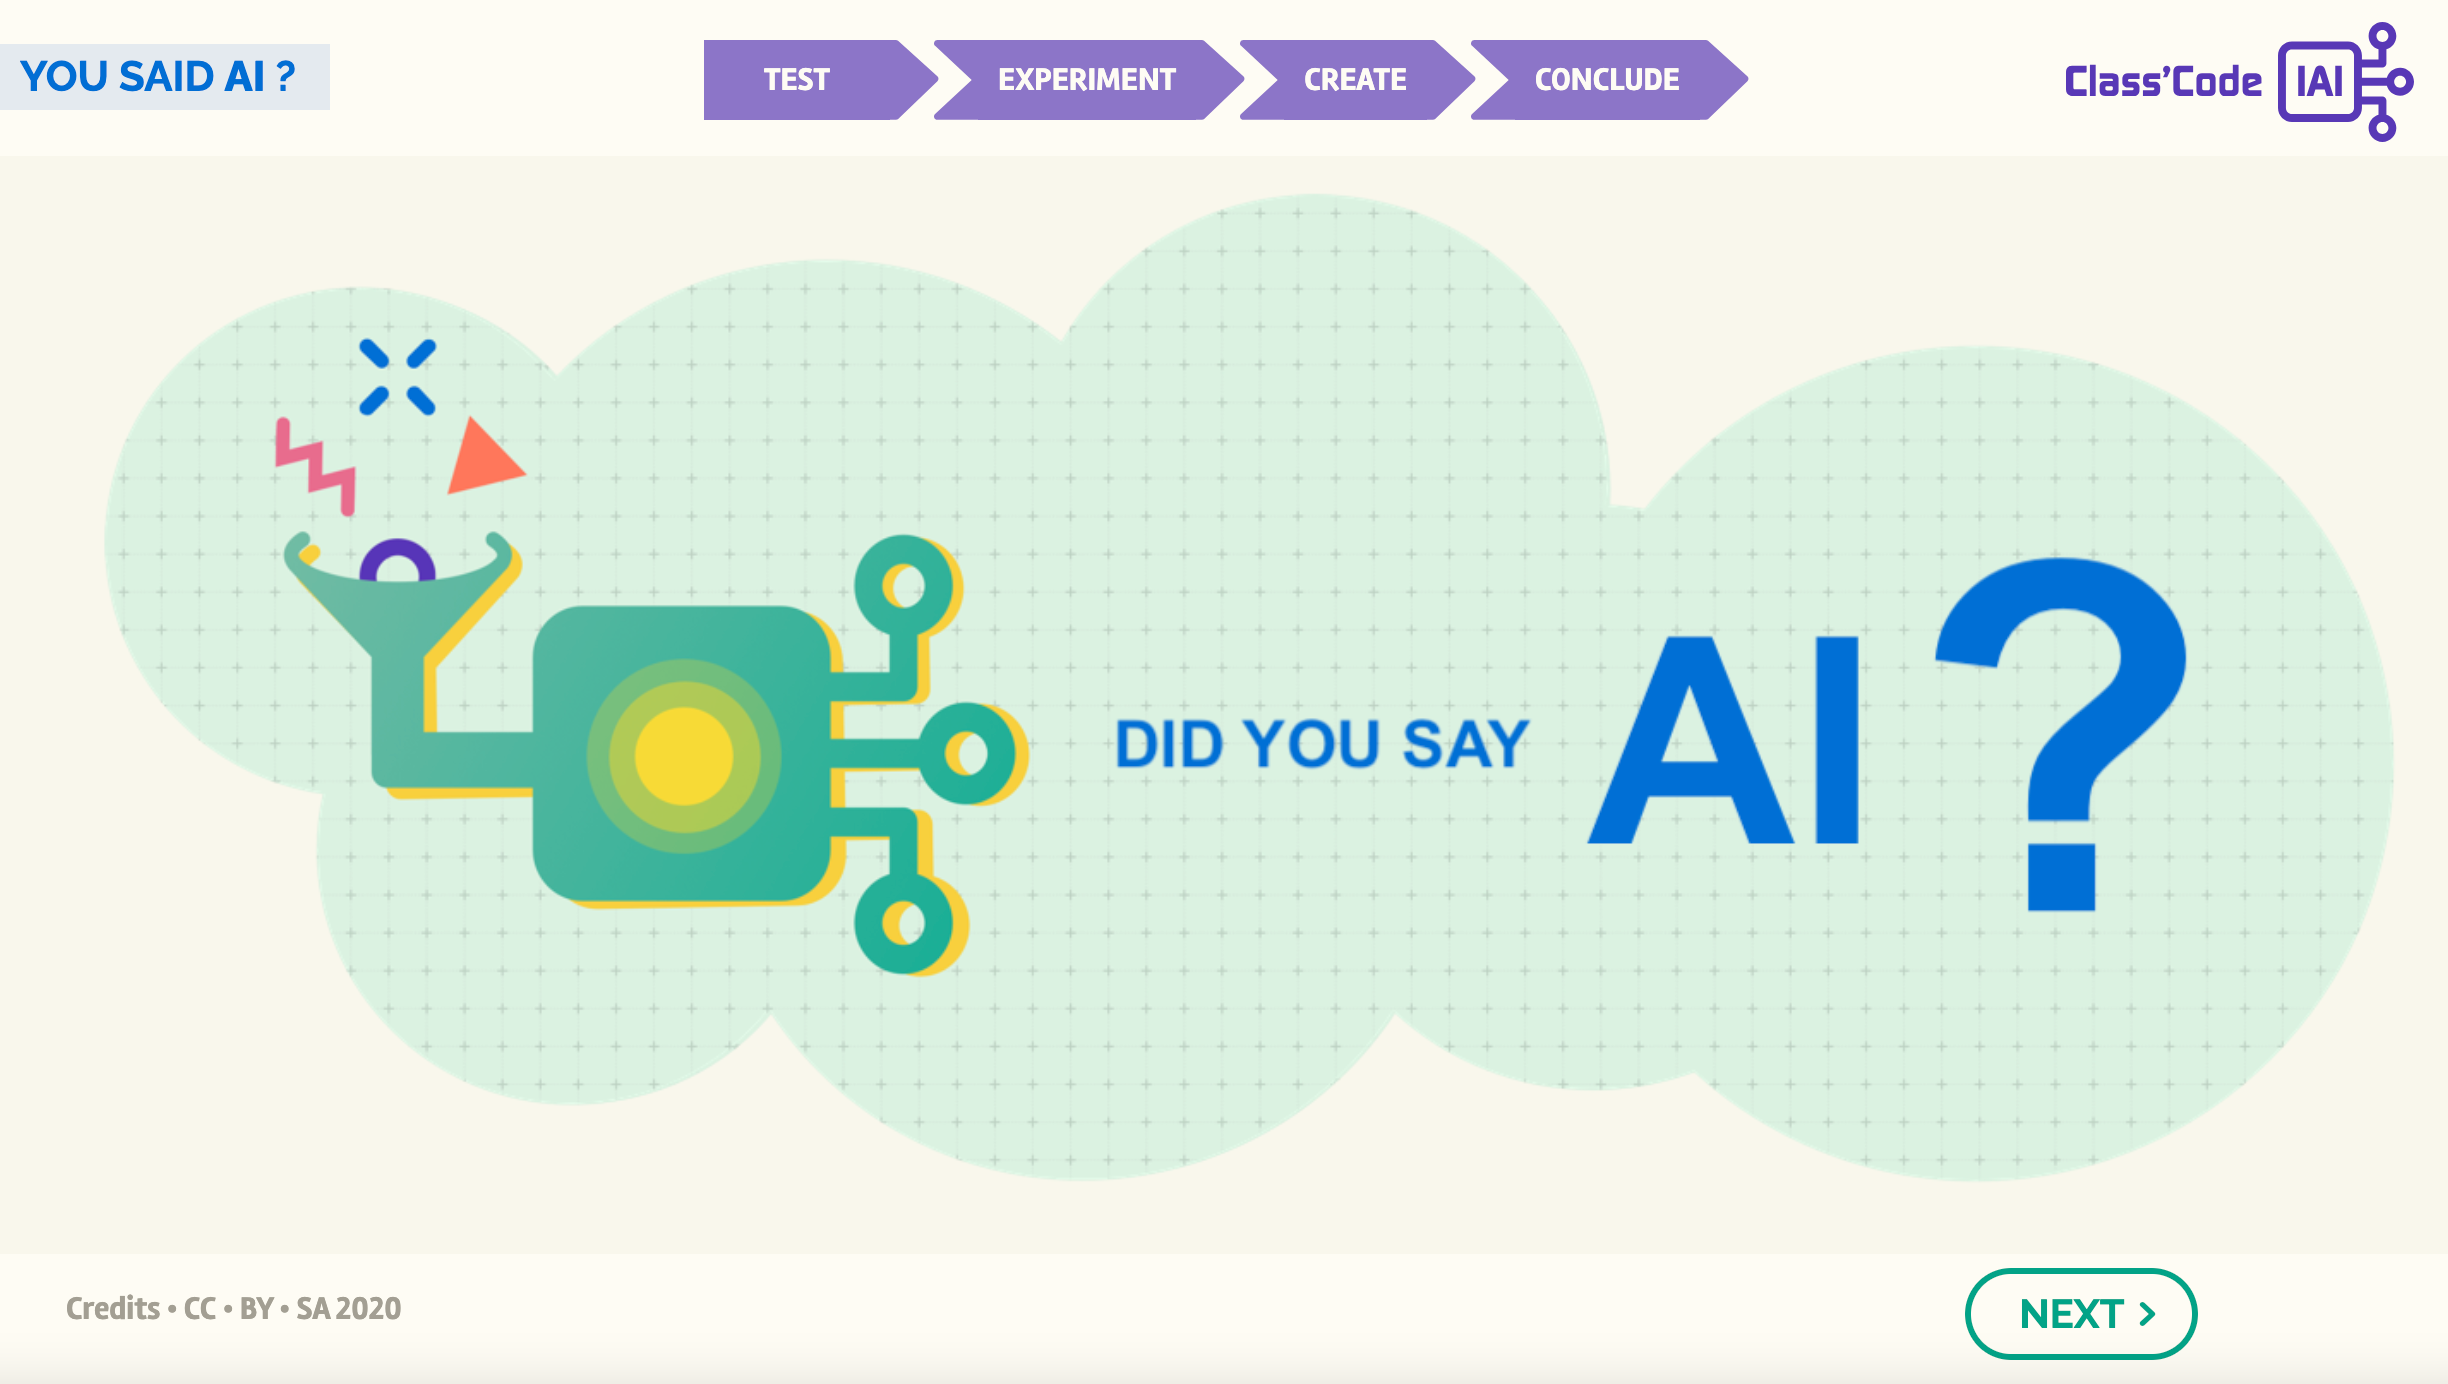 YOU SAID AI ?
TEST
EXPERIMENT
CREATE
CONCLUDE
Class'Code
IAI
DID YOU SAY AI?
Credits • CC • BY • SA 2020
NEXT >